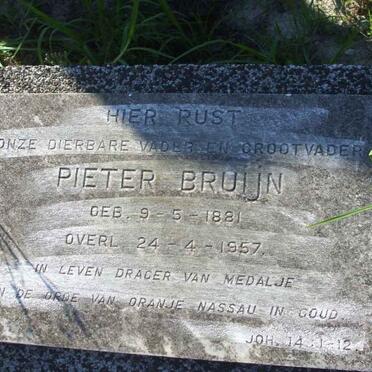 HIER RUST
ONZE DIERBARE VADER EN GROOTVADER
PIETER BRUIJN
GEB. 9-5-1881
OVERL 24-4-1957.
IN LEVEN DRAGER VAN MEDALJE
IN DE ORDE VAN ORANJE NASSAU IN GOUD
JOH. 14:1-12